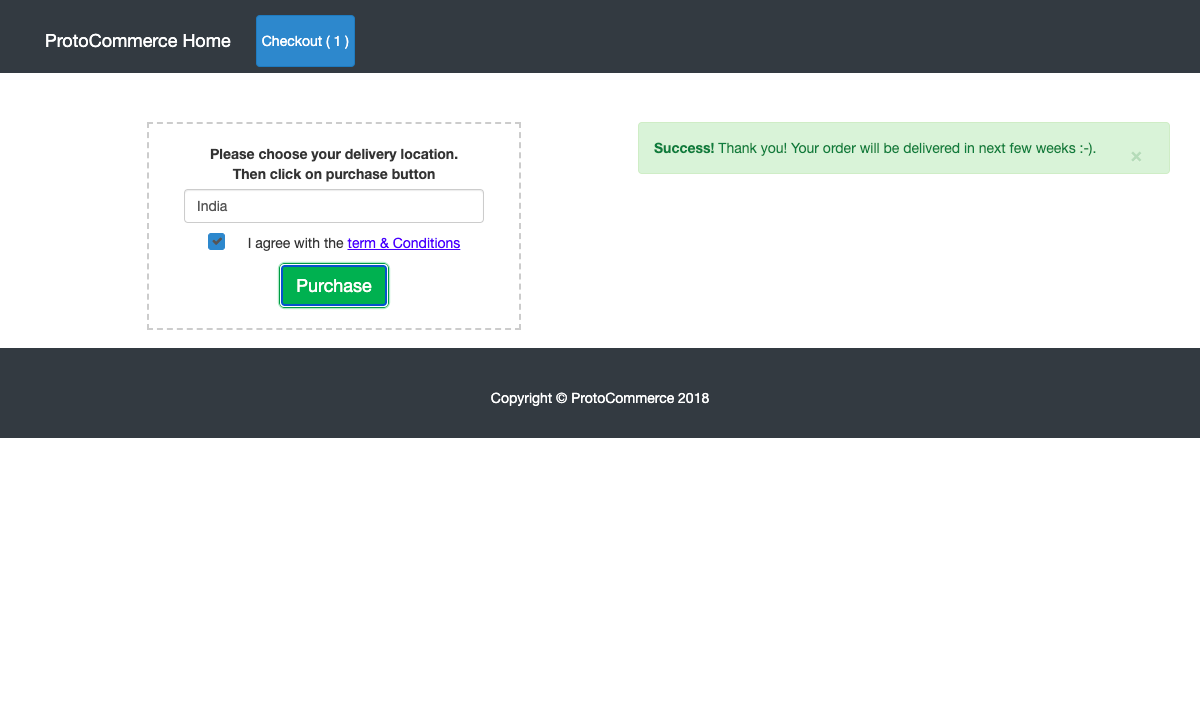 ProtoCommerce Home
Checkout ( 1 )
Please choose your delivery location.
Then click on purchase button
India
I agree with the term & Conditions
Purchase
Success! Thank you! Your order will be delivered in next few weeks :-).
×
Copyright © ProtoCommerce 2018